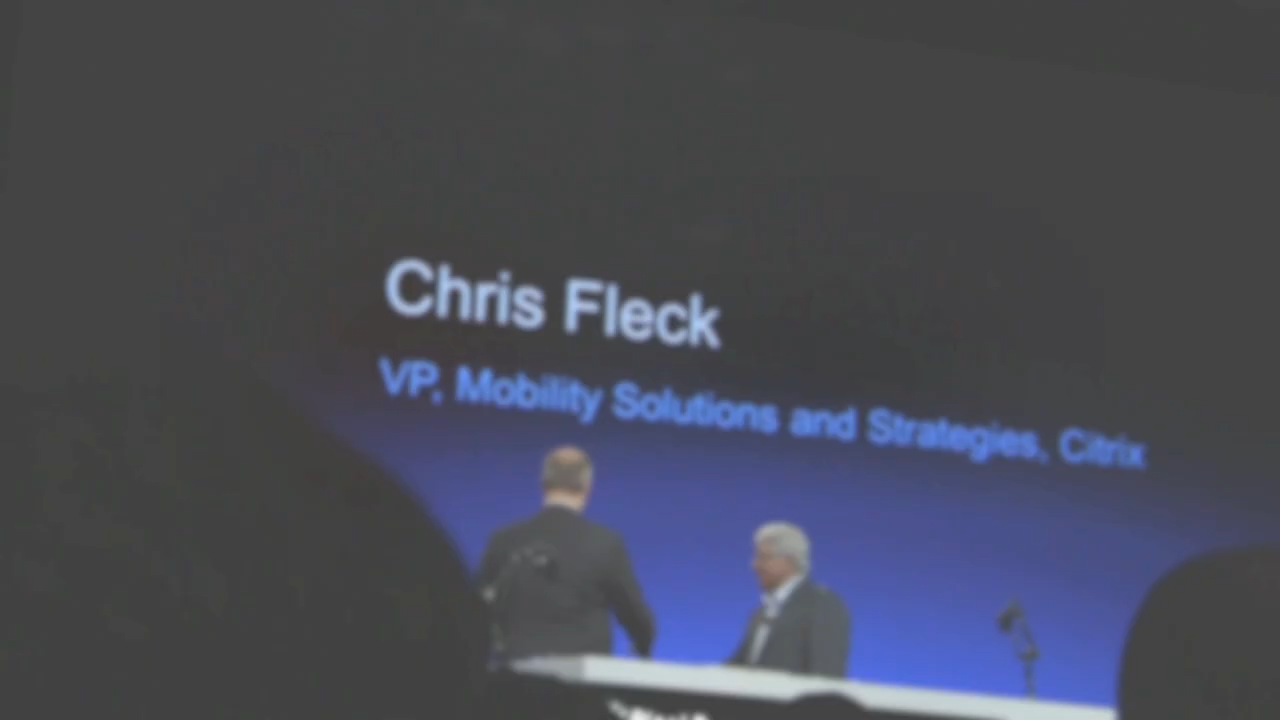 Chris Fleck
VP, Mobility Solutions and Strategies, Citrix